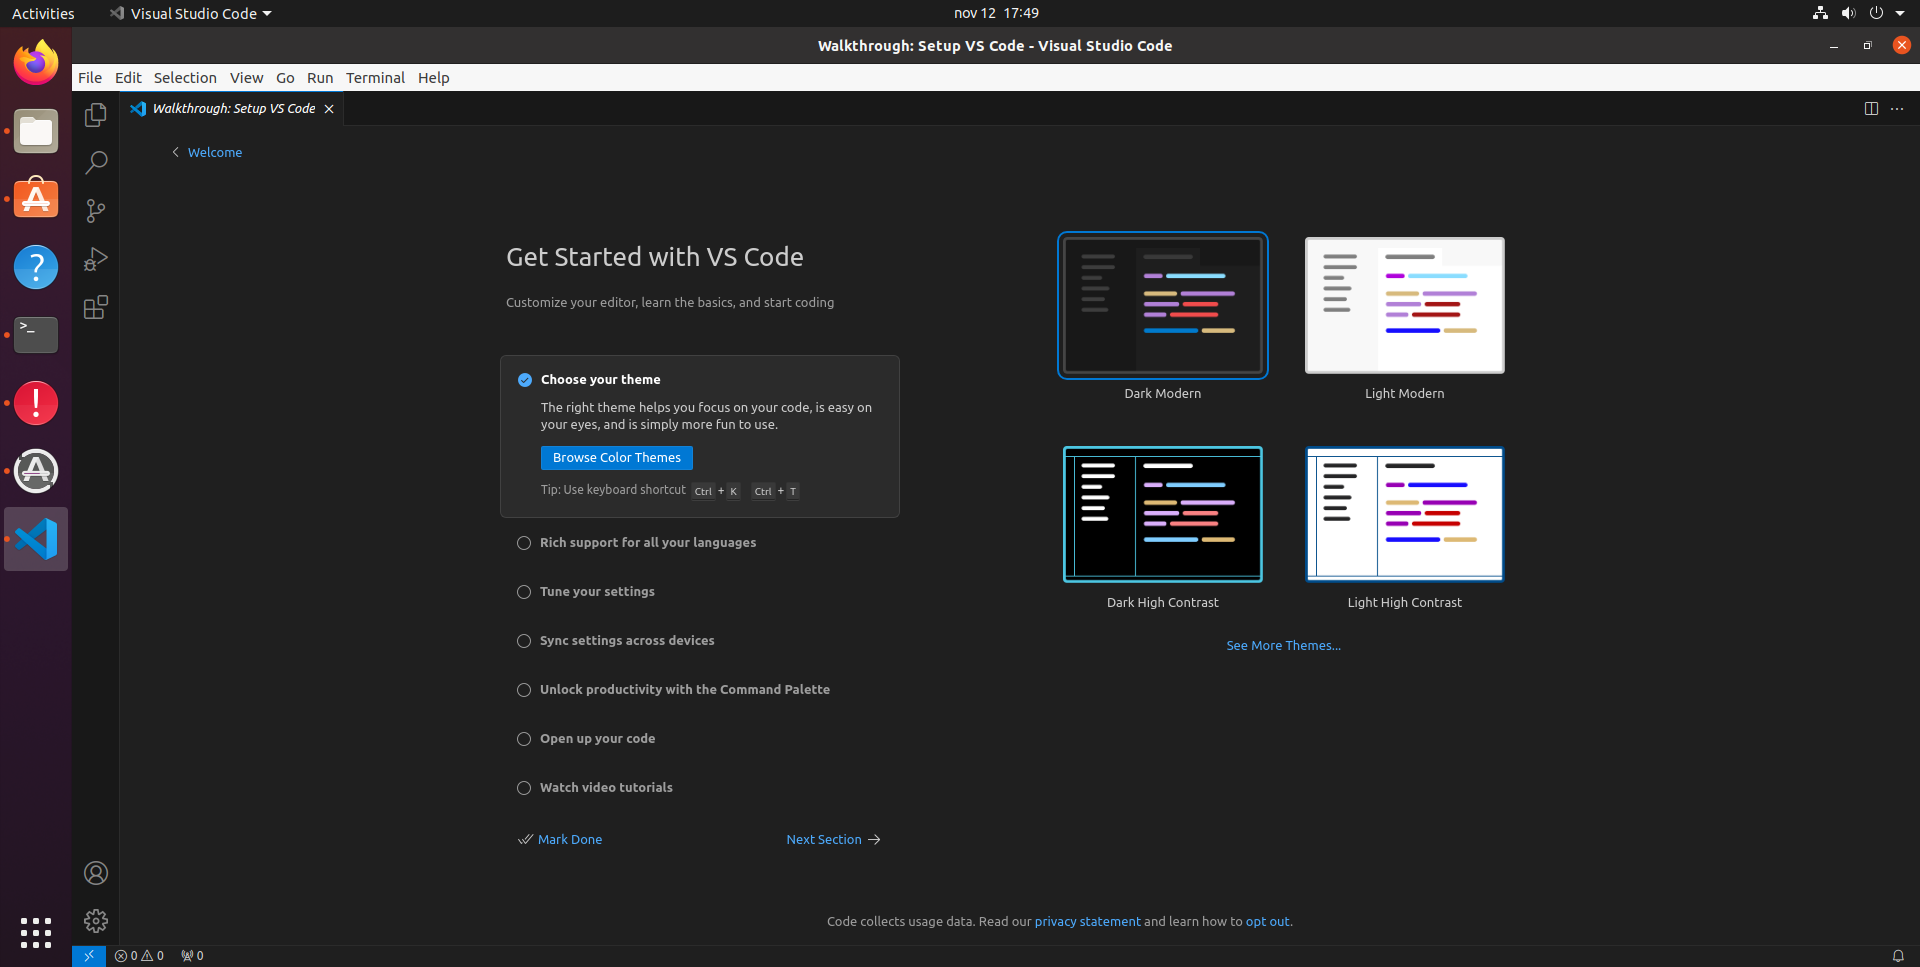 Activities
Visual Studio Code
nov 12 17:49
Walkthrough: Setup VS Code - Visual Studio Code
File Edit Selection View Go Run Terminal Help
Walkthrough: Setup VS Code
Welcome
Get Started with VS Code
Customize your editor, learn the basics, and start coding
Choose your theme
The right theme helps you focus on your code, is easy on
your eyes, and is simply more fun to use.
Browse Color Themes
Tip: Use keyboard shortcut Ctrl + K Ctrl + T
Rich support for all your languages
Tune your settings
Sync settings across devices
Unlock productivity with the Command Palette
Open up your code
Watch video tutorials
Mark Done
Next Section
Dark Modern
Light Modern
Dark High Contrast
Light High Contrast
See More Themes...
Code collects usage data. Read our privacy statement and learn how to opt out.
0 0 0